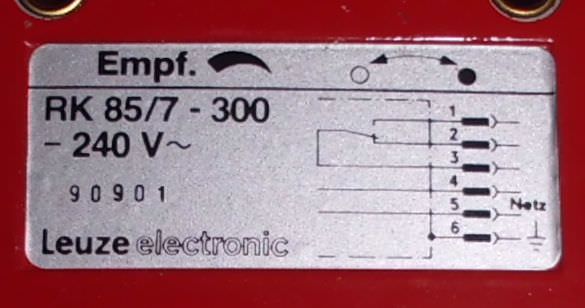 Empf.
RK 85/7 - 300
- 240 V~
90901
Leuze electronic
1
2
3
4
5 Netz
6